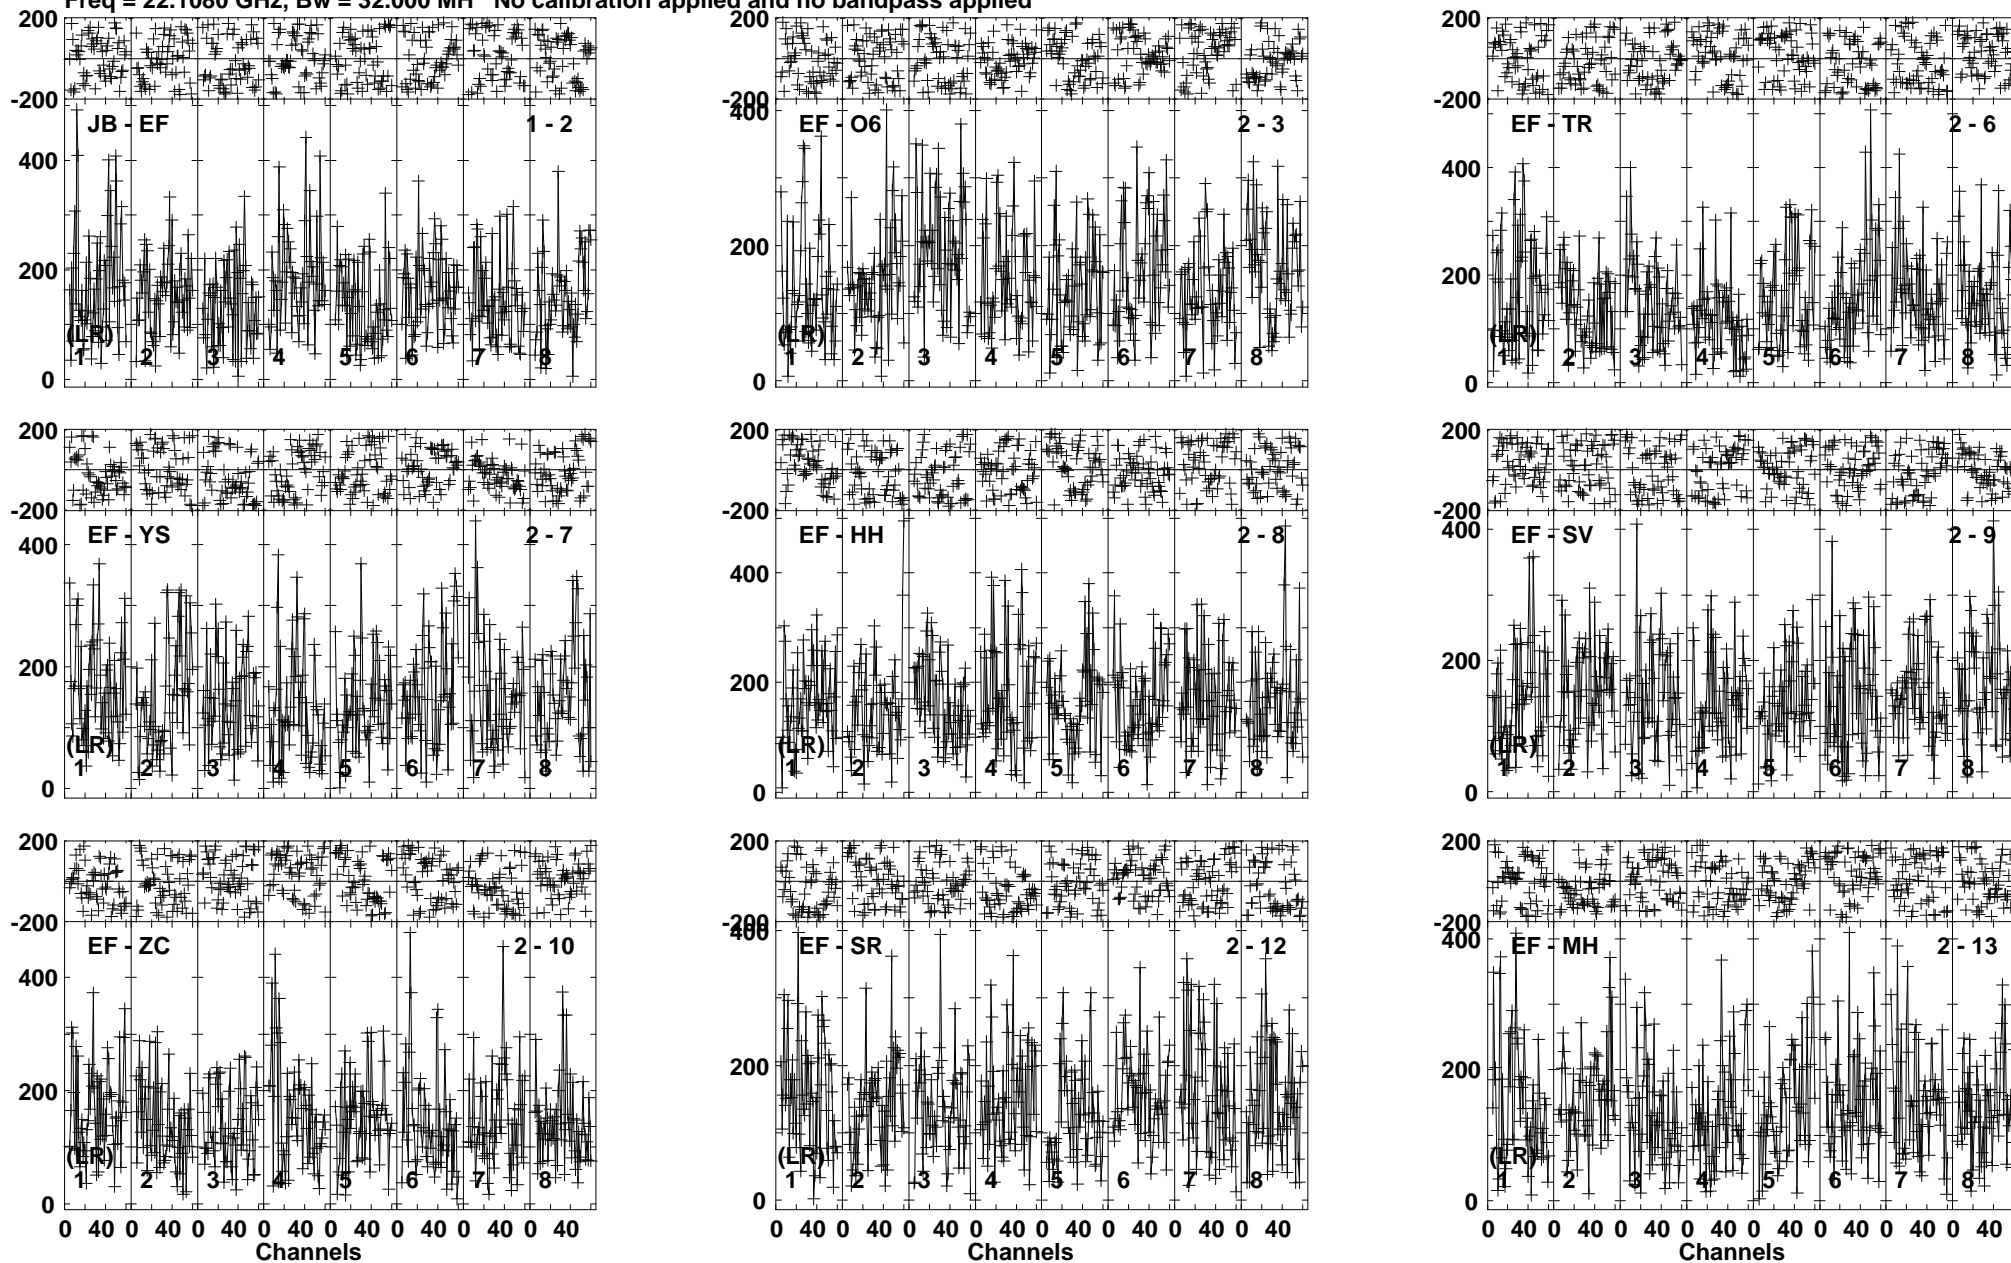 Freq = 22.1080 GHz, Bw = 32.000 MH No calibration applied and no bandpass applied
200 200 200
-200 -200 -200
JB - EF 1 - 2 EF - O6 2 - 3 EF - TR 2 - 6
400 400 400
200 200 200
(LR) (LR) (LR)
1 2 3 4 5 6 7 8 1 2 3 4 5 6 7 8 1 2 3 4 5 6 7 8
0 0 0
200 200 200
-200 -200 -200
EF - YS 2 - 7 EF - HH 2 - 8 EF - SV 2 - 9
400 400 400
200 200 200
(LR) (LR) (LR)
1 2 3 4 5 6 7 8 1 2 3 4 5 6 7 8 1 2 3 4 5 6 7 8
0 0 0
200 200 200
-200 -200 -200
EF - ZC 2 - 10 EF - SR 2 - 12 EF - MH 2 - 13
400 400 400
200 200 200
(LR) (LR) (LR)
1 2 3 4 5 6 7 8 1 2 3 4 5 6 7 8 1 2 3 4 5 6 7 8
0 0 0
0 40 0 40 0 40 0 40 0 40 0 40 0 40 0 40 0 40 0 40 0 40 0 40 0 40 0 40 0 40 0 40 0 40 0 40 0 40 0 40 0 40 0 40 0 40 0 40
Channels Channels